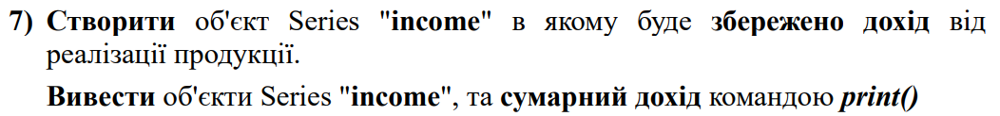 7) Створити об'єкт Series "income" в якому буде збережено дохід від
реалізації продукції.
Вивести об'єкти Series "income", та сумарний дохід командою print()